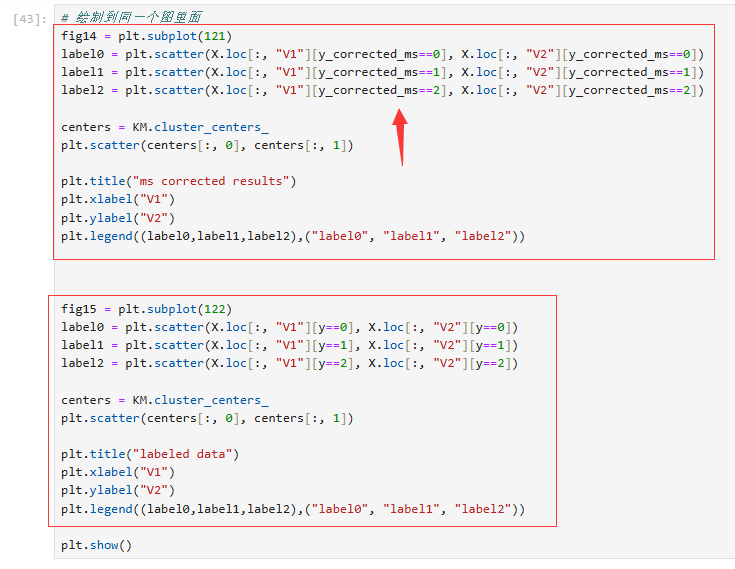 [43]: # 绘制到同一个图里面
fig14 = plt.subplot(121)
label0 = plt.scatter(X.loc[:, "V1"][y_corrected_ms==0], X.loc[:, "V2"][y_corrected_ms==0])
label1 = plt.scatter(X.loc[:, "V1"][y_corrected_ms==1], X.loc[:, "V2"][y_corrected_ms==1])
label2 = plt.scatter(X.loc[:, "V1"][y_corrected_ms==2], X.loc[:, "V2"][y_corrected_ms==2])
centers = KM.cluster_centers_
plt.scatter(centers[:, 0], centers[:, 1])
plt.title("ms corrected results")
plt.xlabel("V1")
plt.ylabel("V2")
plt.legend((label0,label1,label2),("label0", "label1", "label2"))
fig15 = plt.subplot(122)
label0 = plt.scatter(X.loc[:, "V1"][y==0], X.loc[:, "V2"][y==0])
label1 = plt.scatter(X.loc[:, "V1"][y==1], X.loc[:, "V2"][y==1])
label2 = plt.scatter(X.loc[:, "V1"][y==2], X.loc[:, "V2"][y==2])
centers = KM.cluster_centers_
plt.scatter(centers[:, 0], centers[:, 1])
plt.title("labeled data")
plt.xlabel("V1")
plt.ylabel("V2")
plt.legend((label0,label1,label2),("label0", "label1", "label2"))
plt.show()